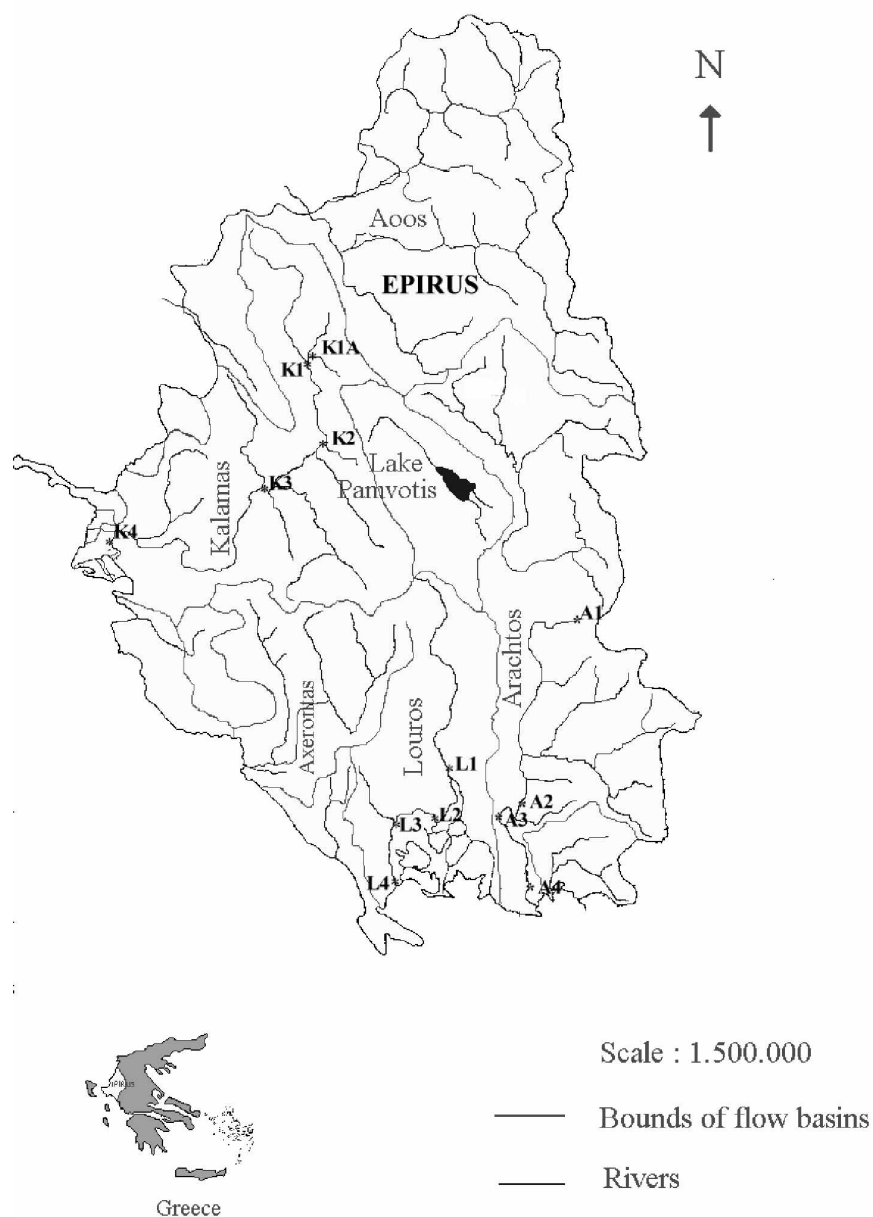 N
Aoos
EPIRUS
K1A
K1
K2
Lake
Pamvotis
K3
Kalamas
K4
A1
Arachtos
Axerontas
Louros
L1
A2
L2
A3
L3
L4
A4
Scale : 1.500.000
EPIRUS
Bounds of flow basins
Rivers
Greece